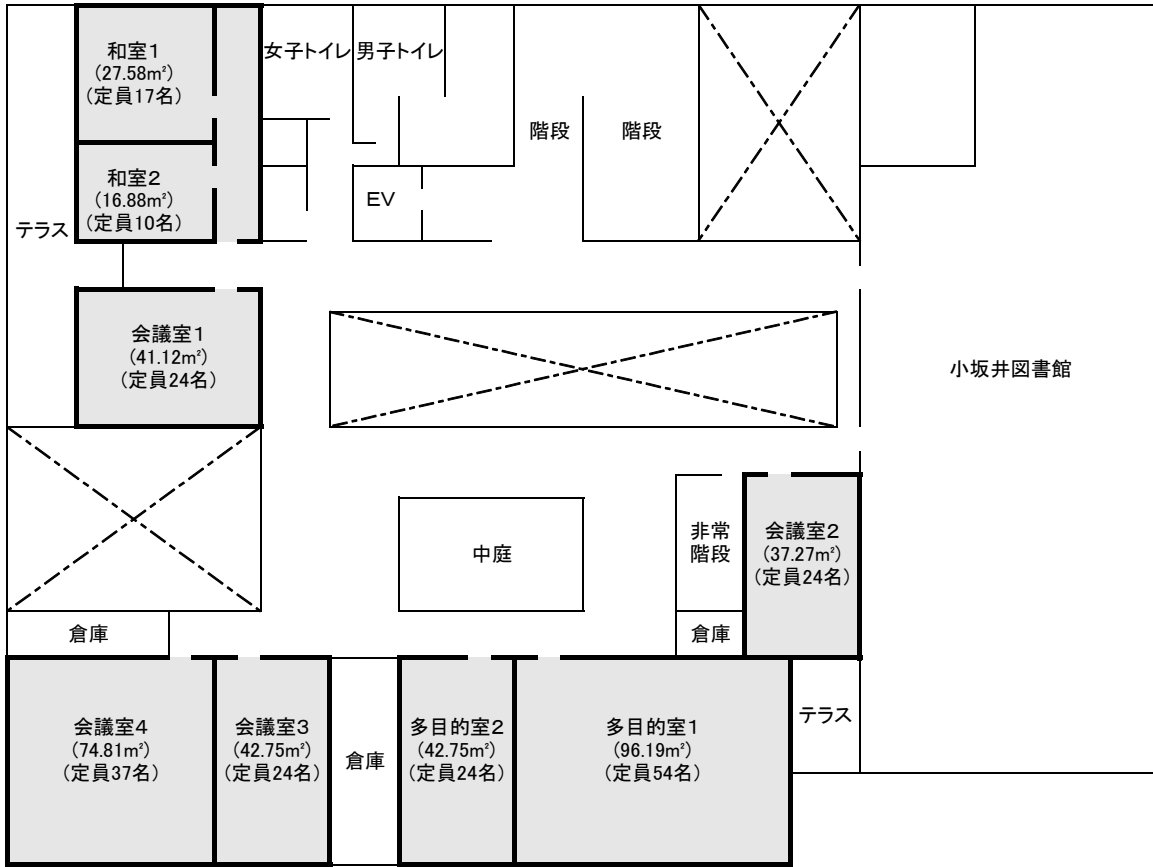 和室1
(27.58㎡)
(定員17名)
女子トイレ
男子トイレ
階段
階段
和室2
(16.88㎡)
(定員10名)
EV
テラス
会議室1
(41.12㎡)
(定員24名)
小坂井図書館
中庭
非常
階段
会議室2
(37.27㎡)
(定員24名)
倉庫
倉庫
会議室4
(74.81㎡)
(定員37名)
会議室3
(42.75㎡)
(定員24名)
倉庫
多目的室2
(42.75㎡)
(定員24名)
多目的室1
(96.19㎡)
(定員54名)
テラス